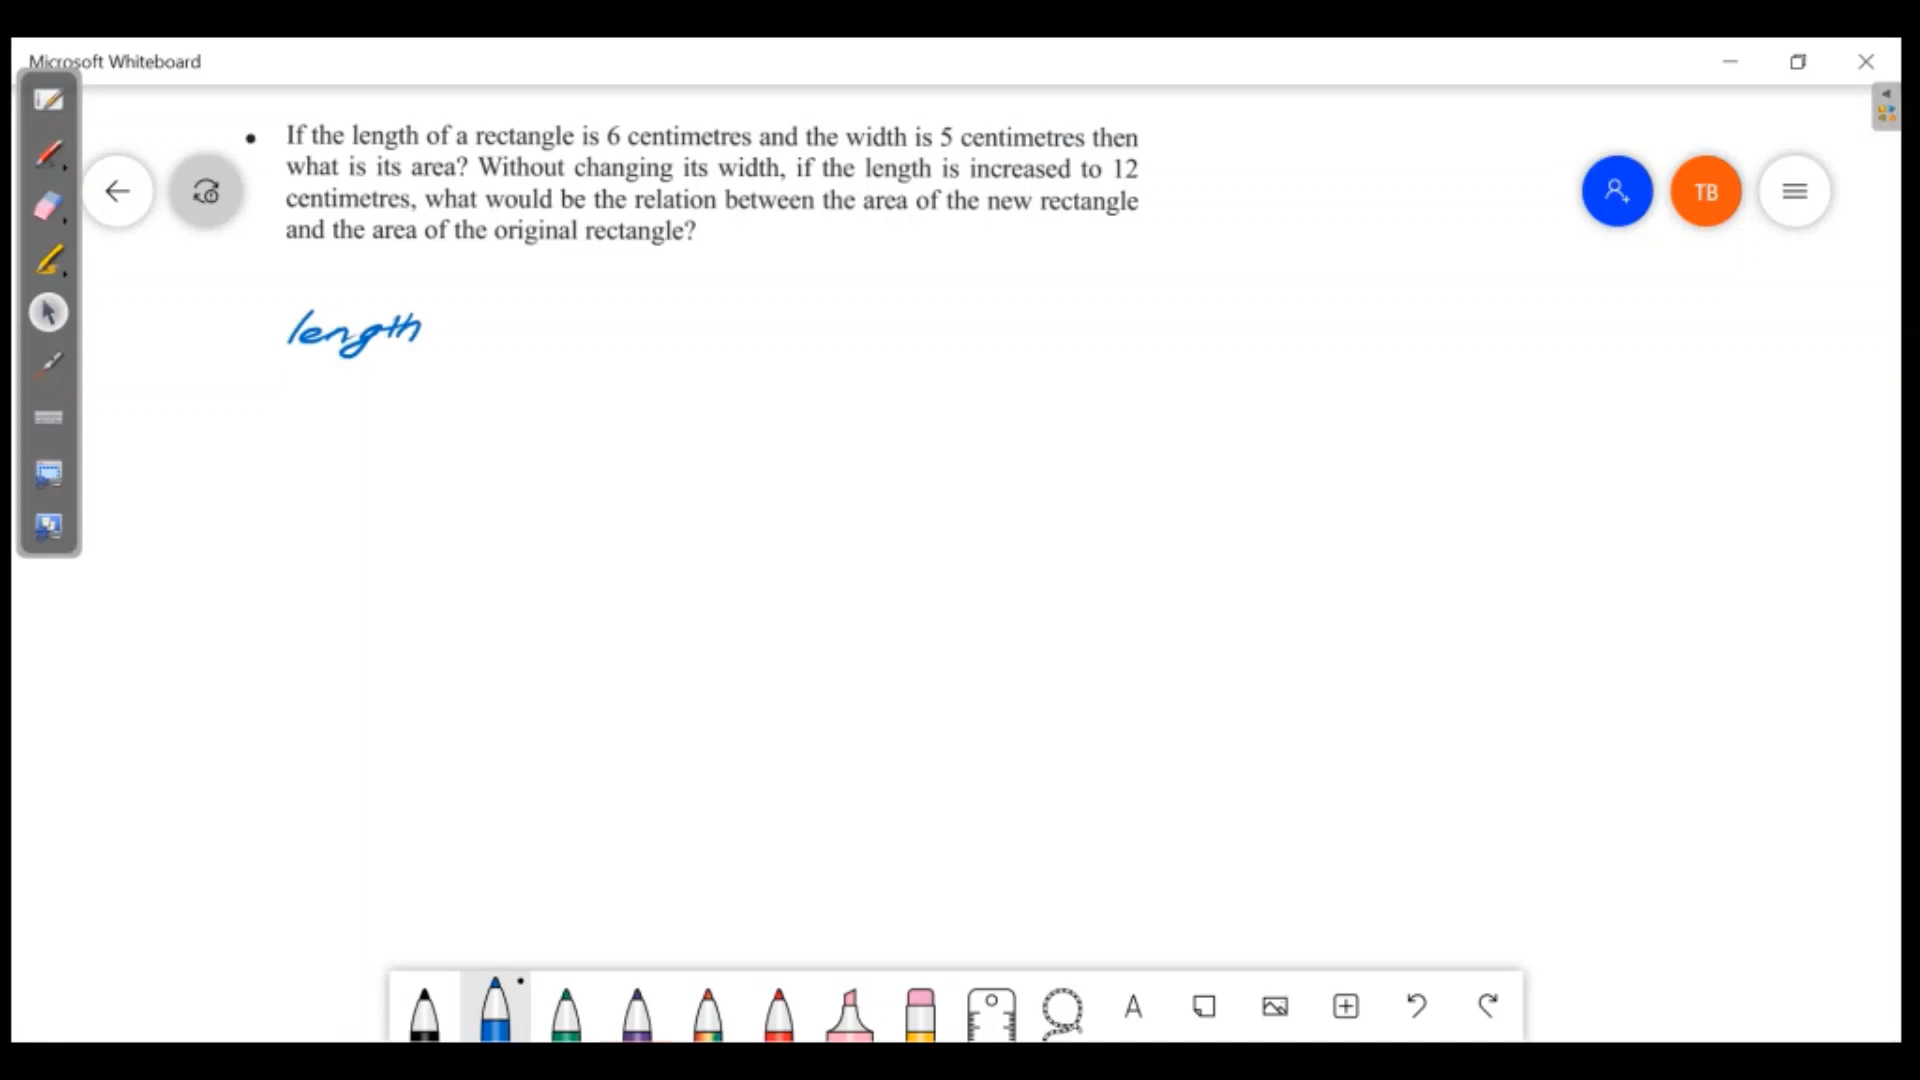 Microsoft Whiteboard
• If the length of a rectangle is 6 centimetres and the width is 5 centimetres then
what is its area? Without changing its width, if the length is increased to 12
centimetres, what would be the relation between the area of the new rectangle
and the area of the original rectangle?
TB
length
A